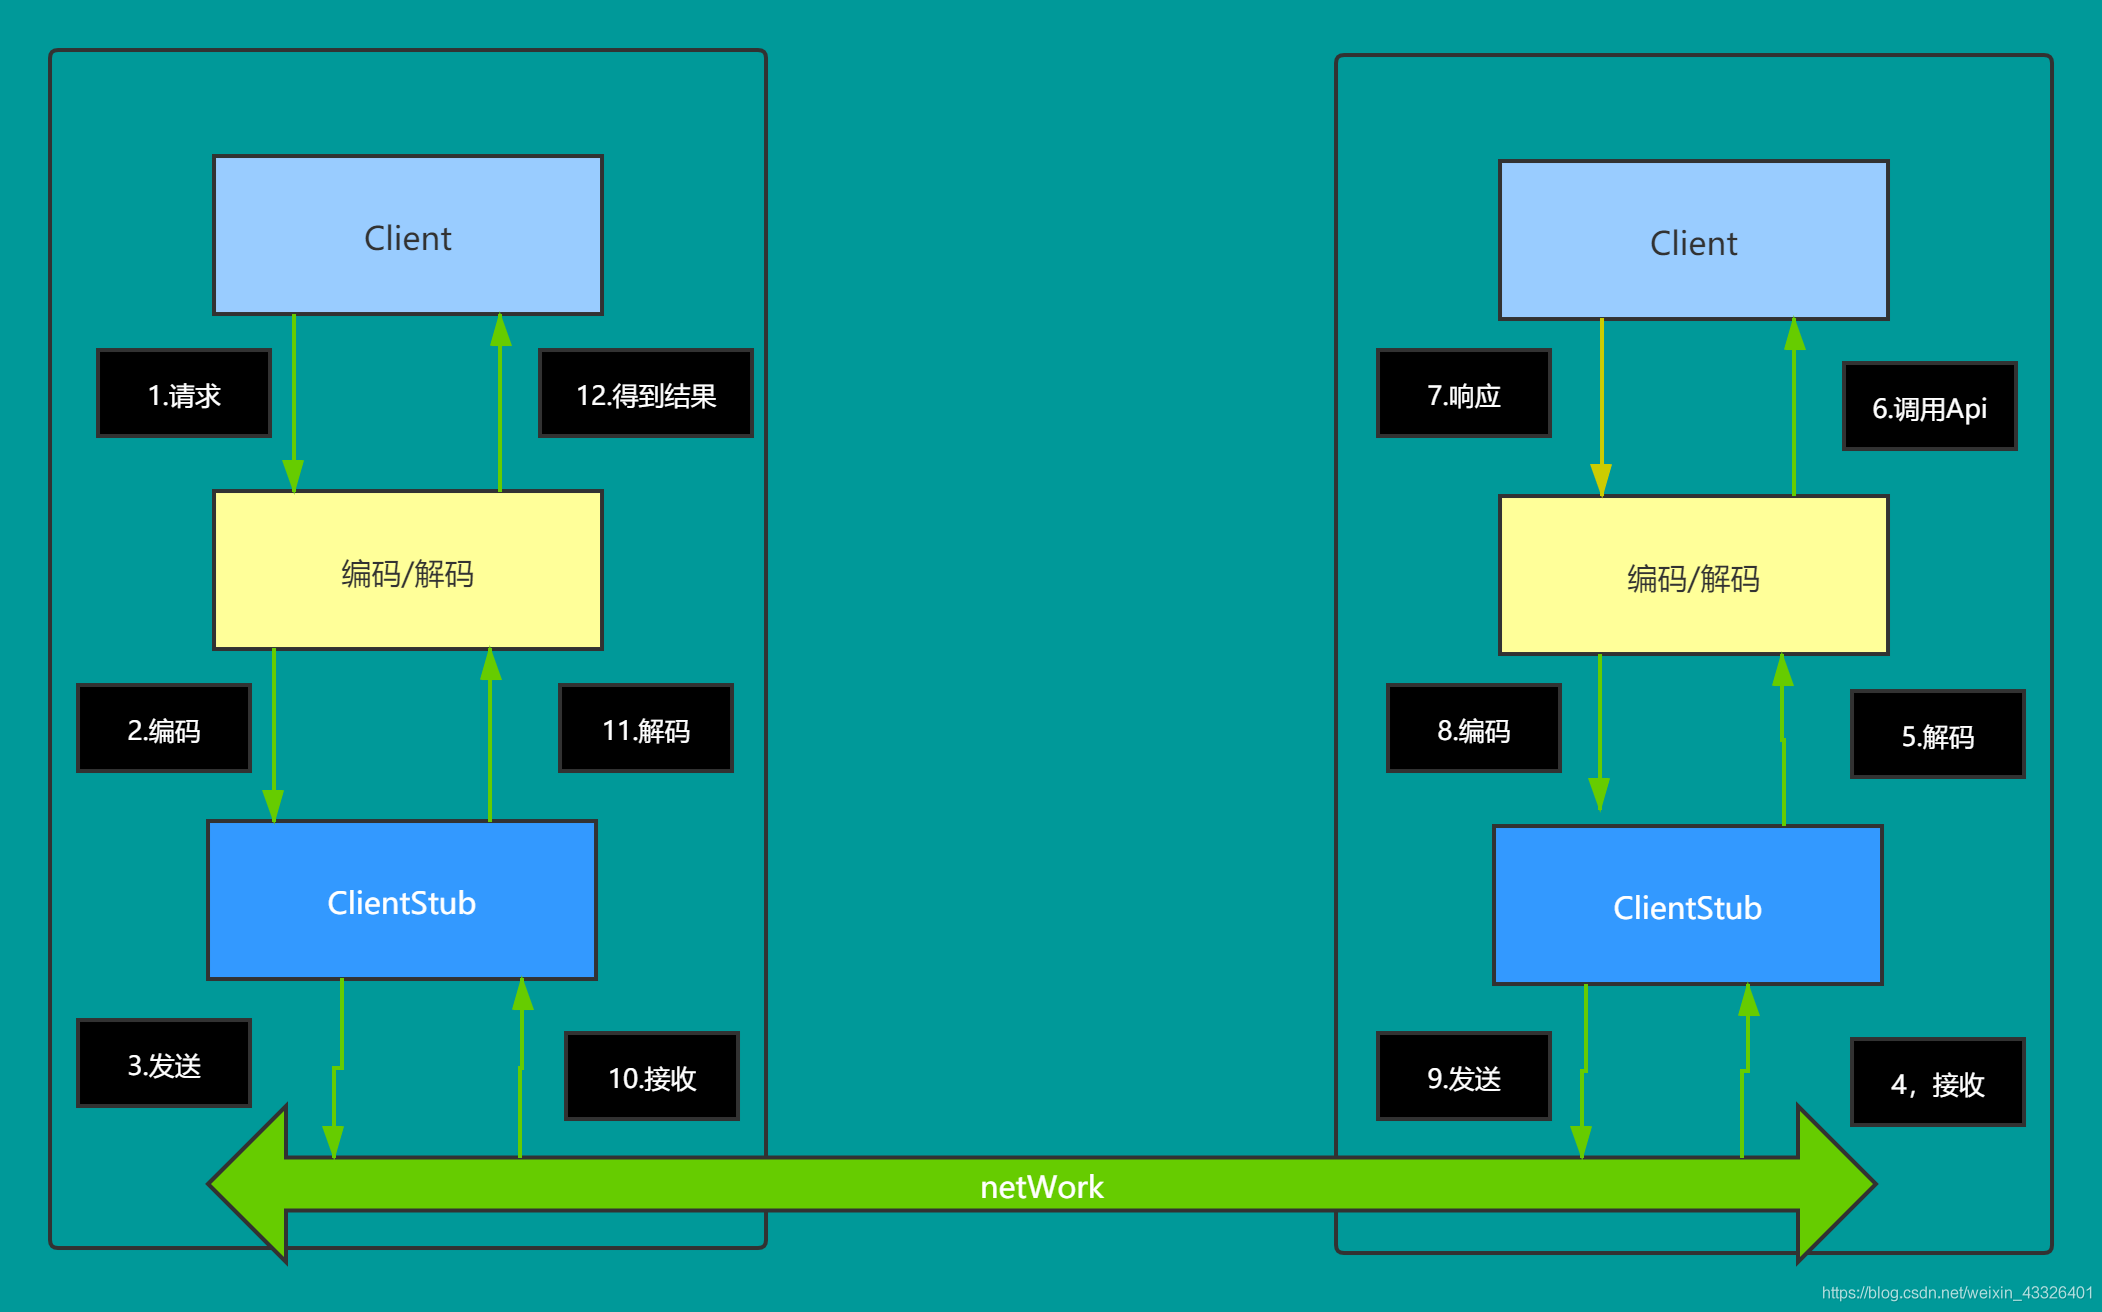 Client
1.请求
12.得到结果
编码/解码
2.编码
11.解码
ClientStub
3.发送
10.接收
Client
7.响应
6.调用Api
编码/解码
8.编码
5.解码
ClientStub
9.发送
4，接收
netWork
https://blog.csdn.net/weixin_43326401